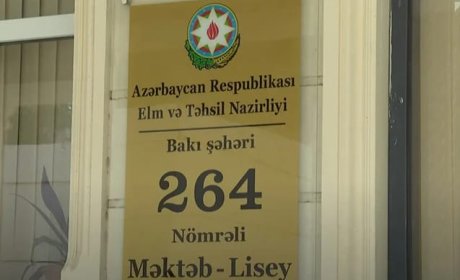 Azərbaycan Respublikası
Elm və Təhsil Nazirliyi
Bakı şəhəri
264
Nömrəli
Məktəb - Lisey